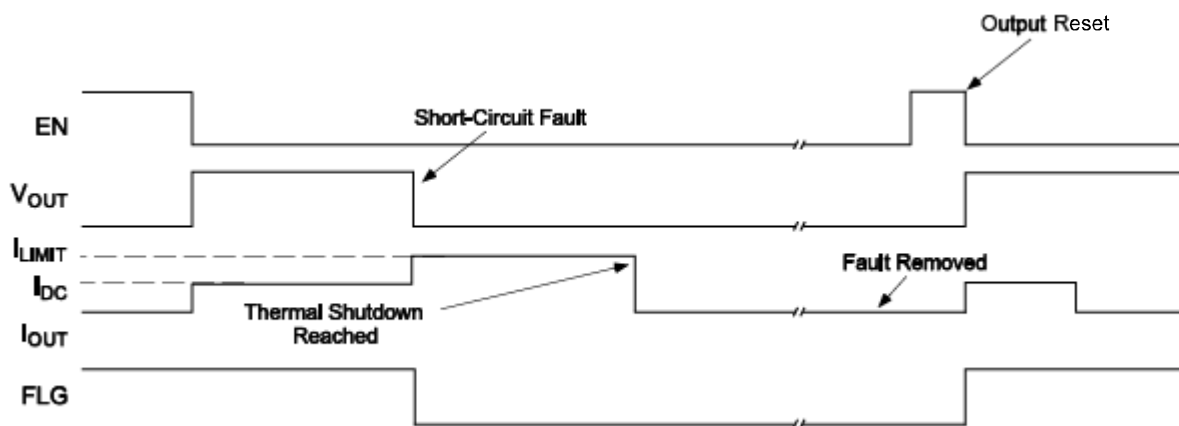 Output Reset
EN
Short-Circuit Fault
VOUT
ILIMIT
Fault Removed
IDC
Thermal Shutdown
Reached
IOUT
FLG